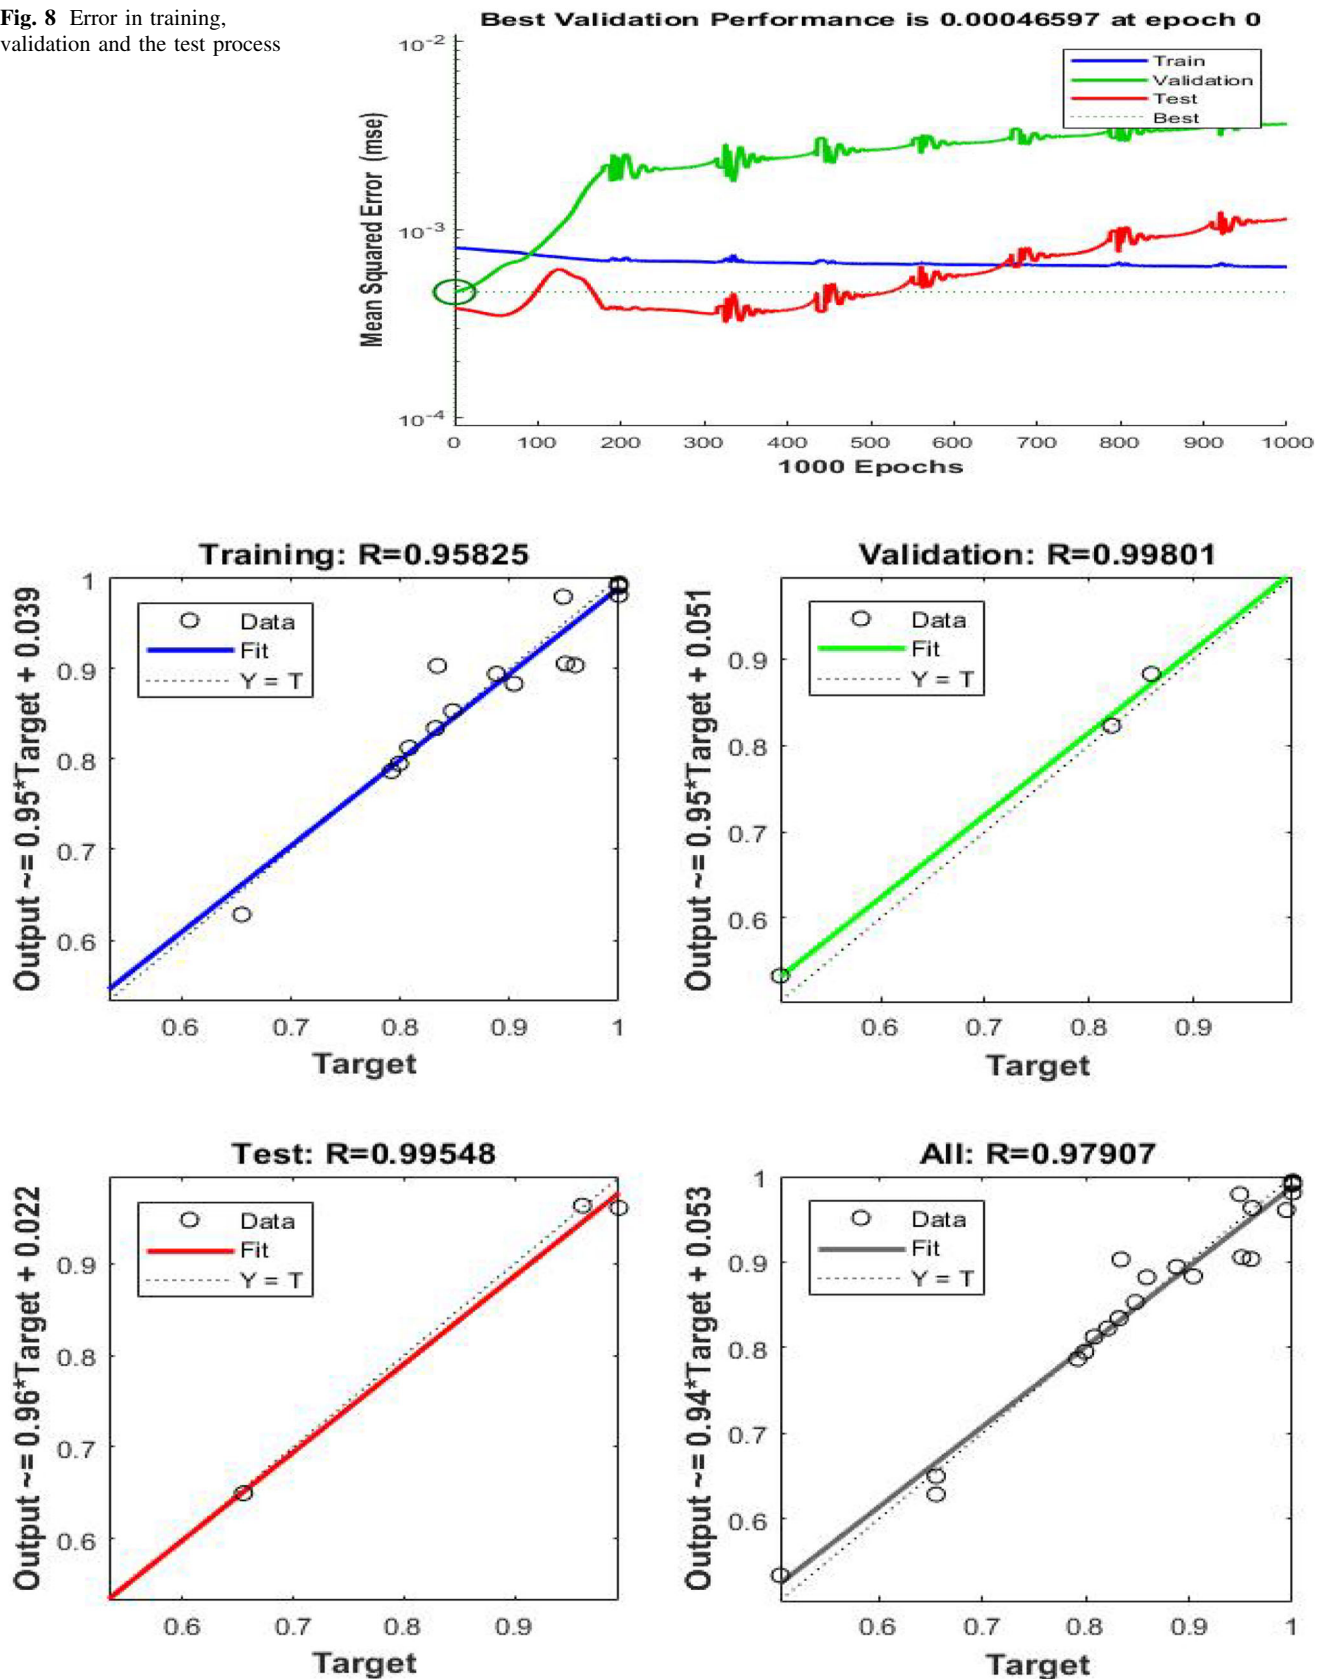 Fig. 8 Error in training,
validation and the test process
Best Validation Performance is 0.00046597 at epoch 0
Mean Squared Error (mse)
10^-2
10^-3
10^-4
Train
Validation
Test
Best
0 100 200 300 400 500 600 700 800 900 1000
1000 Epochs
Training: R=0.95825
Output ~= 0.95*Target + 0.039
1
0.9
0.8
0.7
0.6
Data
Fit
Y = T
0.6 0.7 0.8 0.9 1
Target
Validation: R=0.99801
Output ~= 0.95*Target + 0.051
0.9
0.8
0.7
0.6
Data
Fit
Y = T
0.6 0.7 0.8 0.9
Target
Test: R=0.99548
Output ~= 0.96*Target + 0.022
0.9
0.8
0.7
0.6
Data
Fit
Y = T
0.6 0.7 0.8 0.9
Target
All: R=0.97907
Output ~= 0.94*Target + 0.053
1
0.9
0.8
0.7
0.6
Data
Fit
Y = T
0.6 0.7 0.8 0.9 1
Target